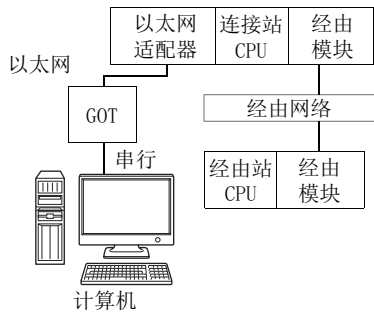 以太网
适配器
连接站
CPU
经由
模块
以太网
GOT
经由网络
串行
经由站
CPU
经由
模块
计算机